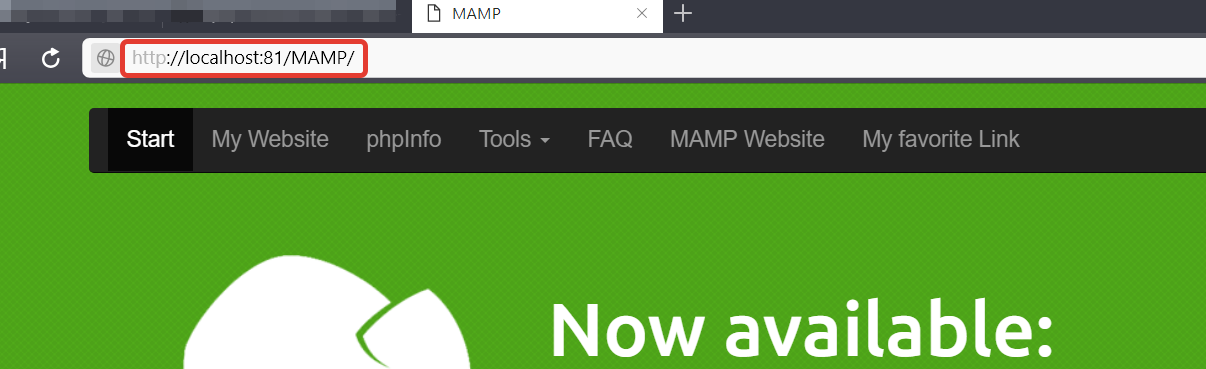 MAMP
http://localhost:81/MAMP/
Start My Website phpInfo Tools FAQ MAMP Website My favorite Link
Now available: